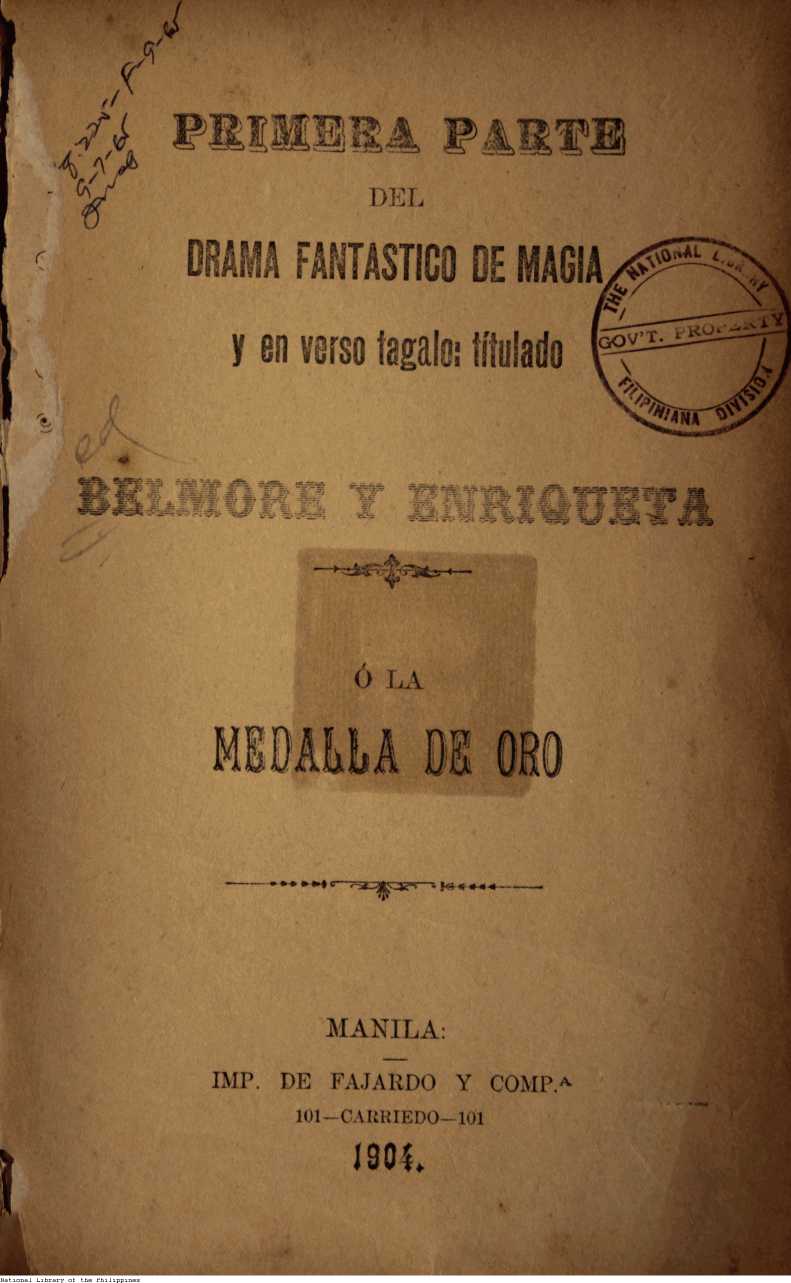 PRIMERA PARTE
DEL
DRAMA FANTASTICO DE MAGIA
y en verso tagalo: títulado
THE NATIONAL LIBRARY
GOV'T. PROPERTY
FILIPINIANA DIVISION
BELMORE Y ENRIQUETA
Ó LA
MEDALLA DE ORO
MANILA:
IMP. DE FAJARDO Y COMP.ᴬ
101—CARRIEDO—101
1904.
National Library of the Philippines